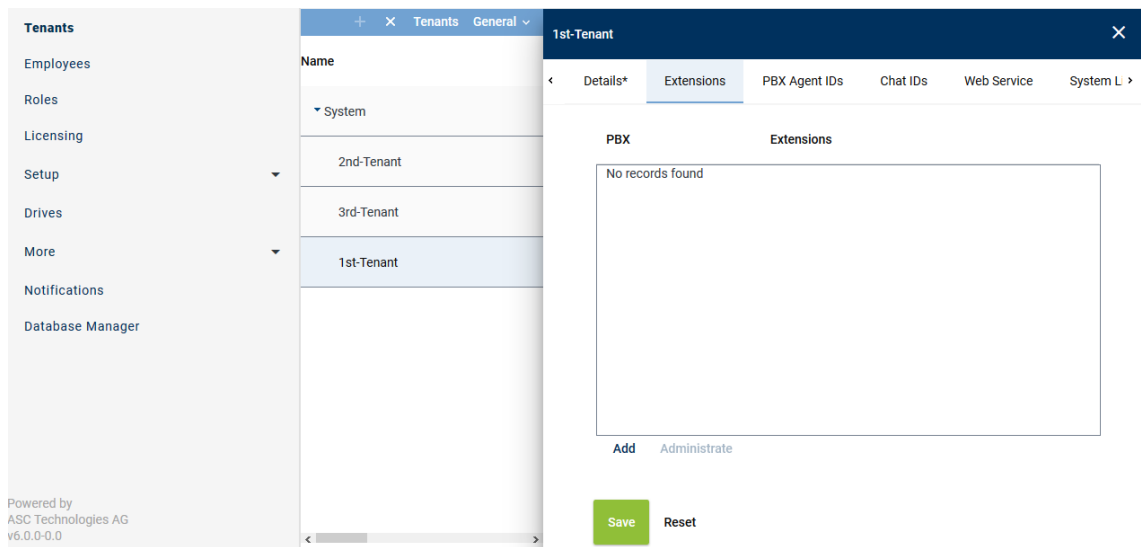 Tenants
Employees
Roles
Licensing
Setup
Drives
More
Notifications
Database Manager
Powered by
ASC Technologies AG
v6.0.0-0.0
Tenants General
Name
System
2nd-Tenant
3rd-Tenant
1st-Tenant
1st-Tenant
Details* Extensions PBX Agent IDs Chat IDs Web Service System
PBX Extensions
No records found
Add Administrate
Save Reset